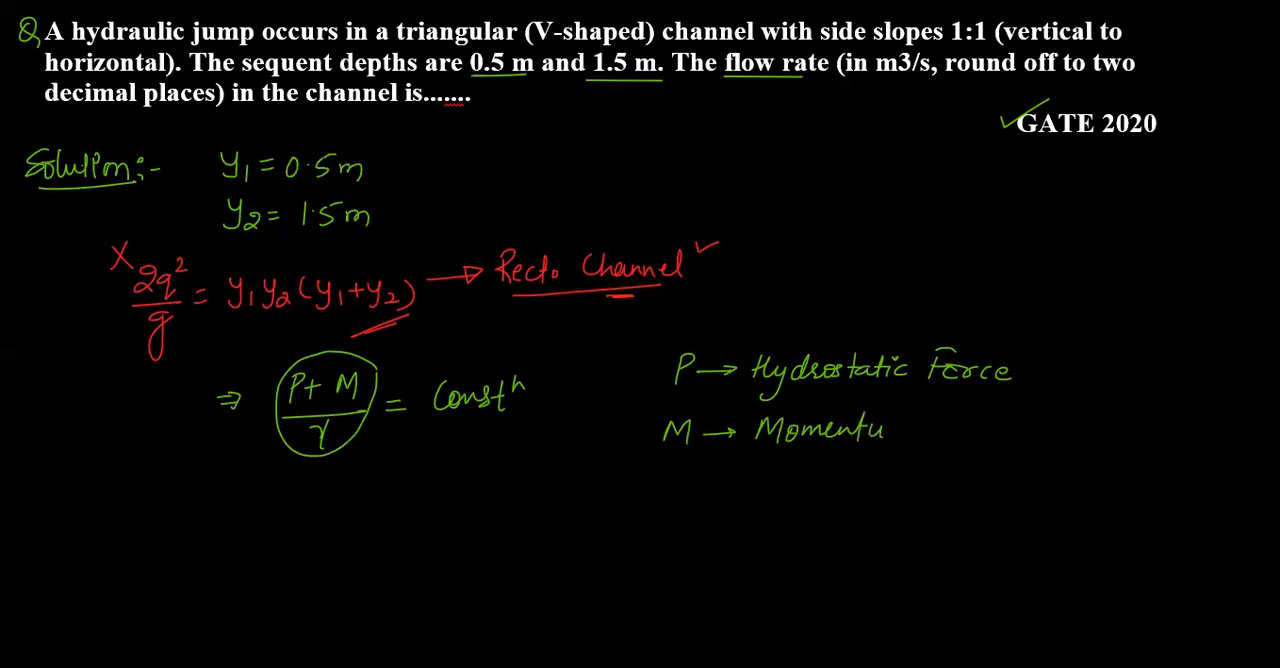 Q, A hydraulic jump occurs in a triangular (V-shaped) channel with side slopes 1:1 (vertical to
horizontal). The sequent depths are 0.5 m and 1.5 m. The flow rate (in m3/s, round off to two
decimal places) in the channel is.......
✓GATE 2020
Solution:- y₁ = 0.5m
y₂ = 1.5m
X 2q²/g = y₁y₂(y₁+y₂) → Rect. Channel ✓
⇒ (P+M)/γ = Constⁿ
P → Hydrostatic Force
M → Momentu